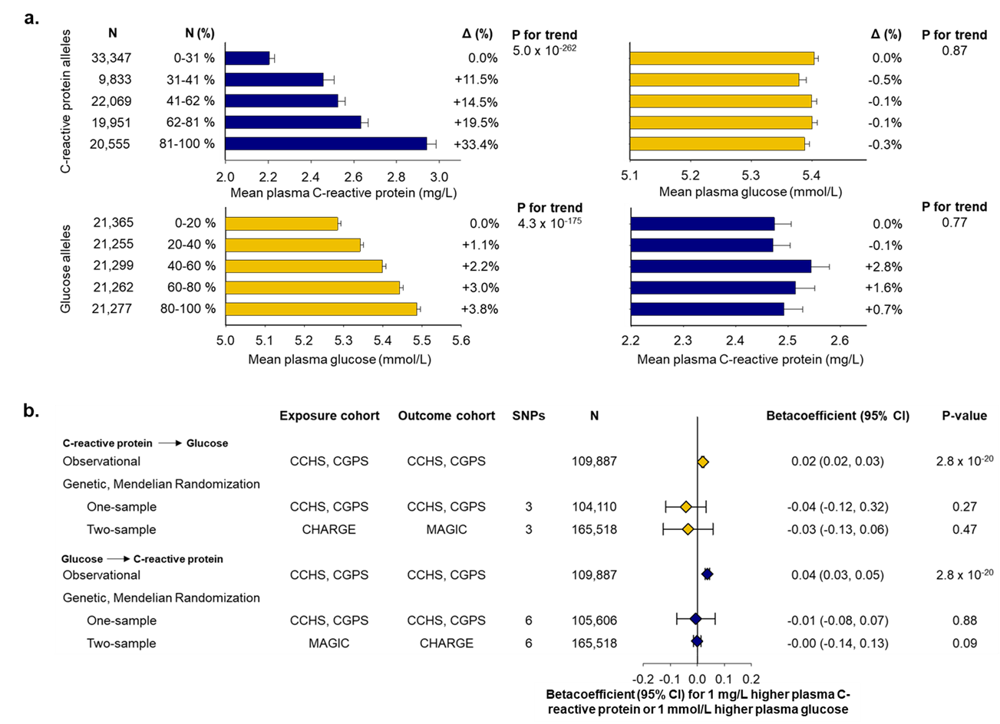 a.
N N (%) Δ (%) P for trend Δ (%) P for trend
C-reactive protein alleles
5.0 x 10-262 0.87
33,347 0-31 % 0.0% 0.0%
9,833 31-41 % +11.5% -0.5%
22,069 41-62 % +14.5% -0.1%
19,951 62-81 % +19.5% -0.1%
20,555 81-100 % +33.4% -0.3%
2.0 2.2 2.4 2.6 2.8 3.0 5.1 5.2 5.3 5.4
Mean plasma C-reactive protein (mg/L) Mean plasma glucose (mmol/L)
P for trend P for trend
Glucose alleles
21,365 0-20 % 0.0% 4.3 x 10-175 0.0% 0.77
21,255 20-40 % +1.1% -0.1%
21,299 40-60 % +2.2% +2.8%
21,262 60-80 % +3.0% +1.6%
21,277 80-100 % +3.8% +0.7%
5.0 5.1 5.2 5.3 5.4 5.5 5.6 2.2 2.3 2.4 2.5 2.6
Mean plasma glucose (mmol/L) Mean plasma C-reactive protein (mg/L)
b.
Exposure cohort Outcome cohort SNPs N Betacoefficient (95% CI) P-value
C-reactive protein → Glucose
Observational CCHS, CGPS CCHS, CGPS 109,887 0.02 (0.02, 0.03) 2.8 x 10-20
Genetic, Mendelian Randomization
One-sample CCHS, CGPS CCHS, CGPS 3 104,110 -0.04 (-0.12, 0.32) 0.27
Two-sample CHARGE MAGIC 3 165,518 -0.03 (-0.13, 0.06) 0.47
Glucose → C-reactive protein
Observational CCHS, CGPS CCHS, CGPS 109,887 0.04 (0.03, 0.05) 2.8 x 10-20
Genetic, Mendelian Randomization
One-sample CCHS, CGPS CCHS, CGPS 6 105,606 -0.01 (-0.08, 0.07) 0.88
Two-sample MAGIC CHARGE 6 165,518 -0.00 (-0.14, 0.13) 0.09
-0.2 -0.1 0.0 0.1 0.2
Betacoefficient (95% CI) for 1 mg/L higher plasma C-
reactive protein or 1 mmol/L higher plasma glucose